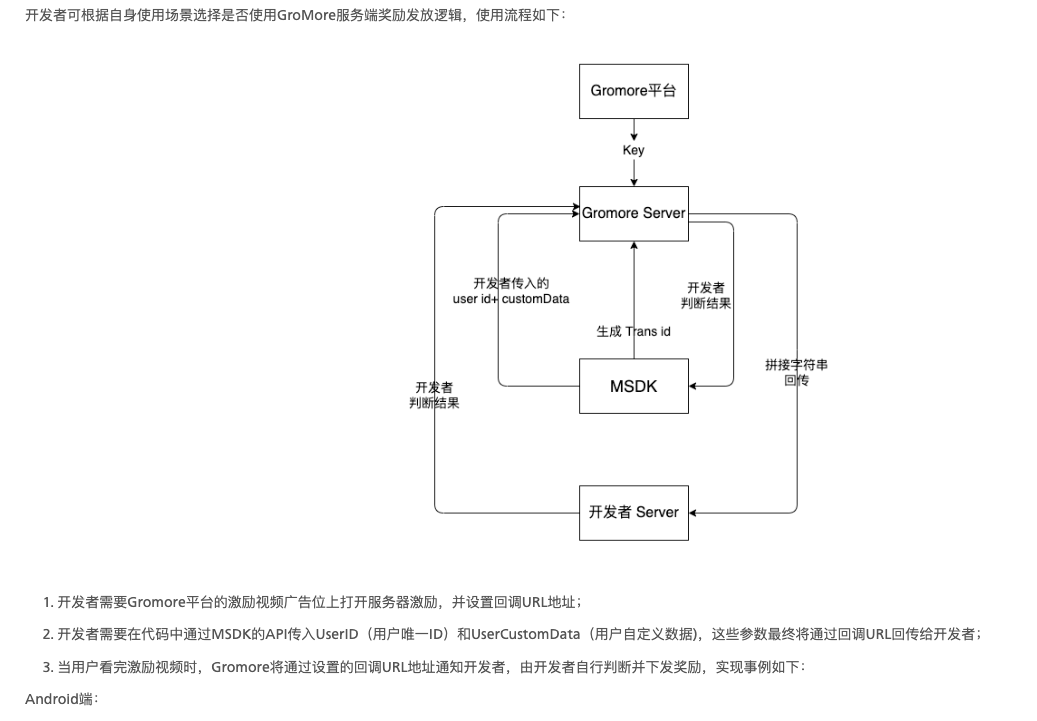 开发者可根据自身使用场景选择是否使用GroMore服务端奖励发放逻辑，使用流程如下：
Gromore平台
Key
Gromore Server
开发者传入的
user id+ customData
开发者
判断结果
生成 Trans id
拼接字符串
回传
MSDK
开发者
判断结果
开发者 Server
1. 开发者需要Gromore平台的激励视频广告位上打开服务器激励，并设置回调URL地址；
2. 开发者需要在代码中通过MSDK的API传入UserID（用户唯一ID）和UserCustomData（用户自定义数据)，这些参数最终将通过回调URL回传给开发者；
3. 当用户看完激励视频时，Gromore将通过设置的回调URL地址通知开发者，由开发者自行判断并下发奖励，实现事例如下：
Android端：